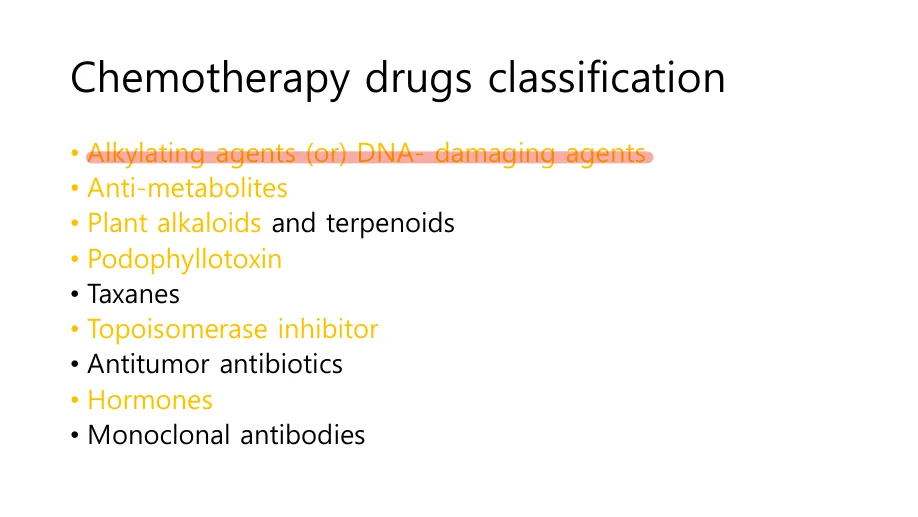 Chemotherapy drugs classification
• Alkylating agents (or) DNA- damaging agents
• Anti-metabolites
• Plant alkaloids and terpenoids
• Podophyllotoxin
• Taxanes
• Topoisomerase inhibitor
• Antitumor antibiotics
• Hormones
• Monoclonal antibodies